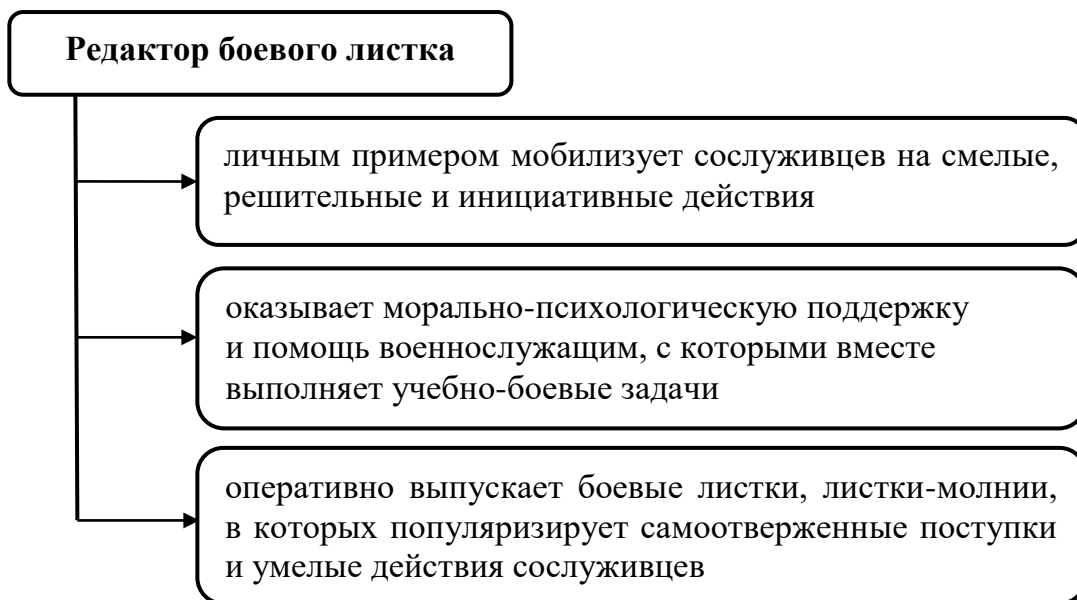 Редактор боевого листка
личным примером мобилизует сослуживцев на смелые,
решительные и инициативные действия
оказывает морально-психологическую поддержку
и помощь военнослужащим, с которыми вместе
выполняет учебно-боевые задачи
оперативно выпускает боевые листки, листки-молнии,
в которых популяризирует самоотверженные поступки
и умелые действия сослуживцев